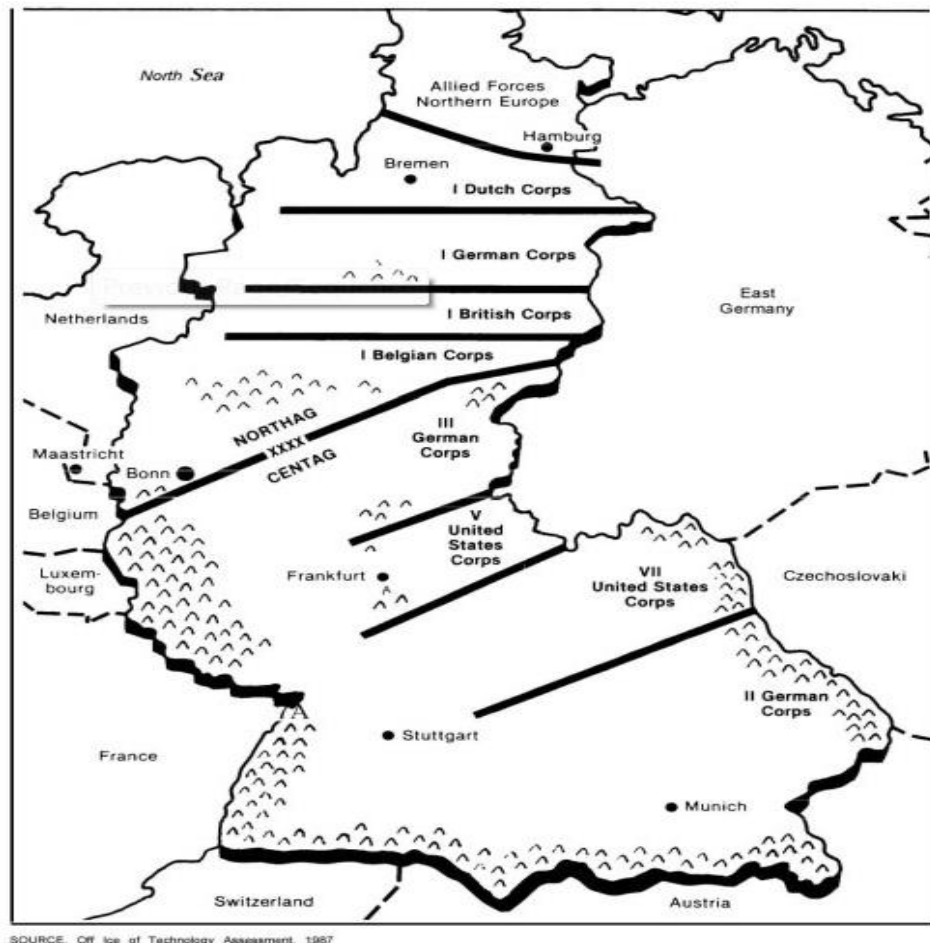 North Sea
Allied Forces
Northern Europe
Hamburg
Bremen
I Dutch Corps
I German Corps
East
Germany
I British Corps
Netherlands
I Belgian Corps
NORTHAG
XXXX
CENTAG
III
German
Corps
Maastricht
Bonn
Belgium
V
United
States
Corps
Luxem-
bourg
Frankfurt
VII
United States
Corps
Czechoslovaki
II German
Corps
Stuttgart
France
Munich
Switzerland
Austria
SOURCE. Off Ice of Technology Assessment, 1987